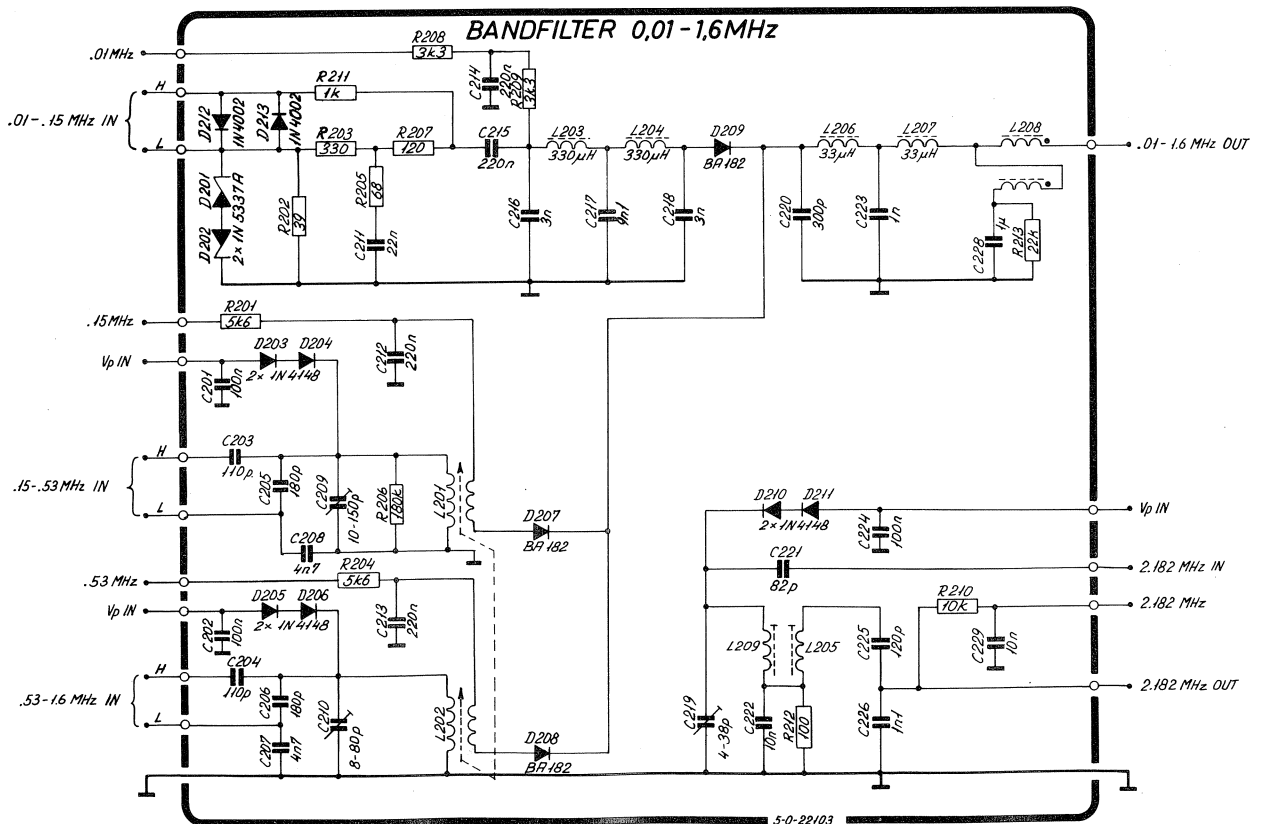 BANDFILTER 0,01-1,6MHz
.01MHz
R208
3k3
C214
220n
R209
3k3
H
R211
1k
.01-.15 MHz IN
D212
1N4002
D213
1N4002
L
R203
330
R207
120
C215
220n
L203
330µH
L204
330µH
D209
BA182
L206
33µH
L207
33µH
L208
.01-1.6 MHz OUT
D201
D202
2x1N5337A
R202
39
R205
68
C211
22n
C216
3n
C217
9n1
C218
3n
C220
300p
C223
1n
C228
1µ
R213
22k
.15MHz
R201
5k6
C212
220n
Vp IN
D203 D204
2x1N4148
C201
100n
H
C203
110p
.15-.53MHz IN
C205
180p
C209
10-150p
R206
180k
L201
L
C208
4n7
D207
BA182
.53 MHz
R204
5k6
C213
220n
Vp IN
D205 D206
2x1N4148
C202
100n
H
C204
110p
.53-1.6 MHz IN
C206
180p
L
C207
4n7
C210
8-80p
L202
D208
BA182
D210 D211
2x1N4148
C224
100n
Vp IN
C221
82p
2.182 MHz IN
R210
10k
2.182 MHz
C229
10n
L209
L205
C225
120p
2.182 MHz OUT
C219
4-38p
C222
10n
R212
100
C226
1n1
5-0-22103